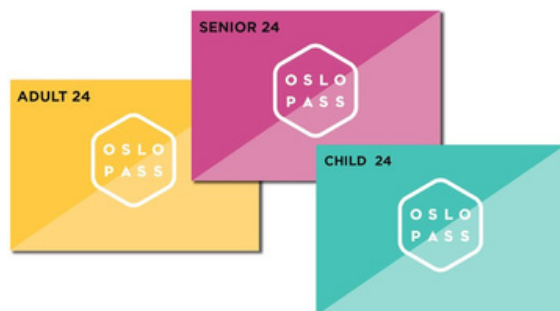 SENIOR 24
OSLO
PASS
ADULT 24
OSLO
PASS
CHILD 24
OSLO
PASS